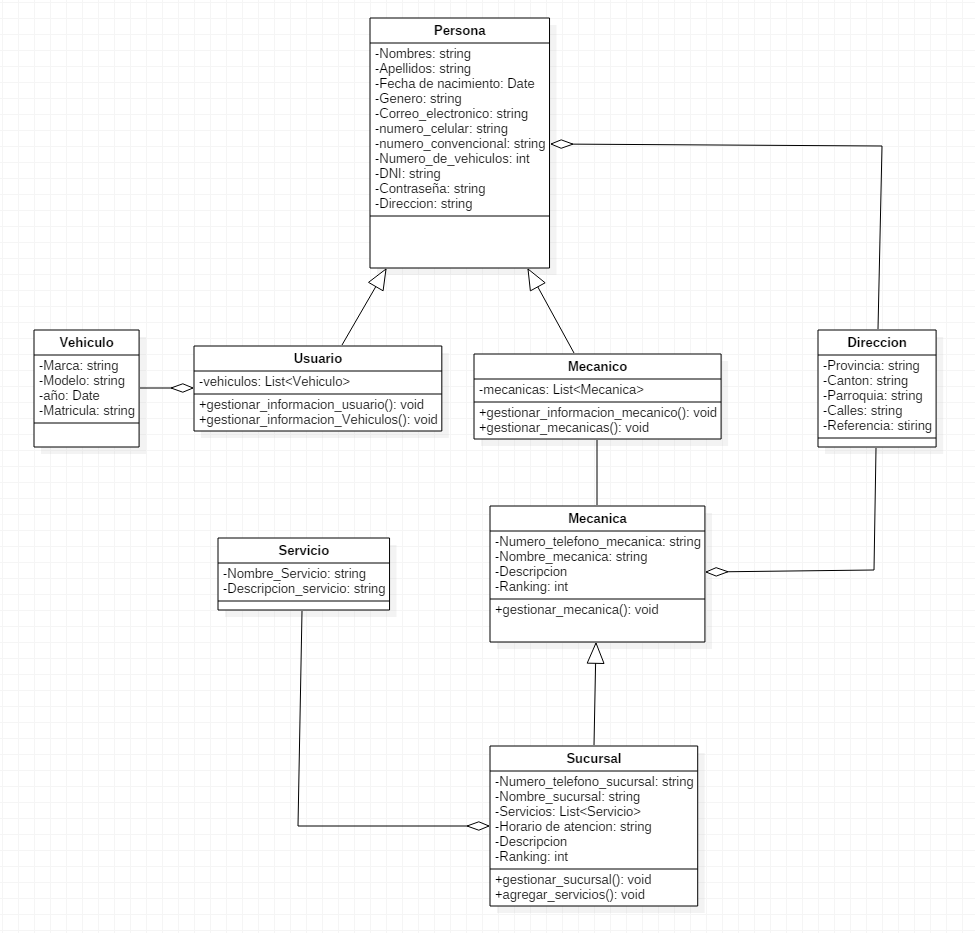 Persona
-Nombres: string
-Apellidos: string
-Fecha de nacimiento: Date
-Genero: string
-Correo_electronico: string
-numero_celular: string
-numero_convencional: string
-Numero_de_vehiculos: int
-DNI: string
-Contraseña: string
-Direccion: string
Vehiculo
-Marca: string
-Modelo: string
-año: Date
-Matricula: string
Usuario
-vehiculos: List<Vehiculo>
+gestionar_informacion_usuario(): void
+gestionar_informacion_Vehiculos(): void
Mecanico
-mecanicas: List<Mecanica>
+gestionar_informacion_mecanico(): void
+gestionar_mecanicas(): void
Direccion
-Provincia: string
-Canton: string
-Parroquia: string
-Calles: string
-Referencia: stiring
Servicio
-Nombre_Servicio: string
-Descripcion_servicio: string
Mecanica
-Numero_telefono_mecanica: string
-Nombre_mecanica: string
-Descripcion
-Ranking: int
+gestionar_mecanica(): void
Sucursal
-Numero_telefono_sucursal: string
-Nombre_sucursal: string
-Servicios: List<Servicio>
-Horario de atencion: string
-Descripcion
-Ranking: int
+gestionar_sucursal(): void
+agregar_servicios(): void